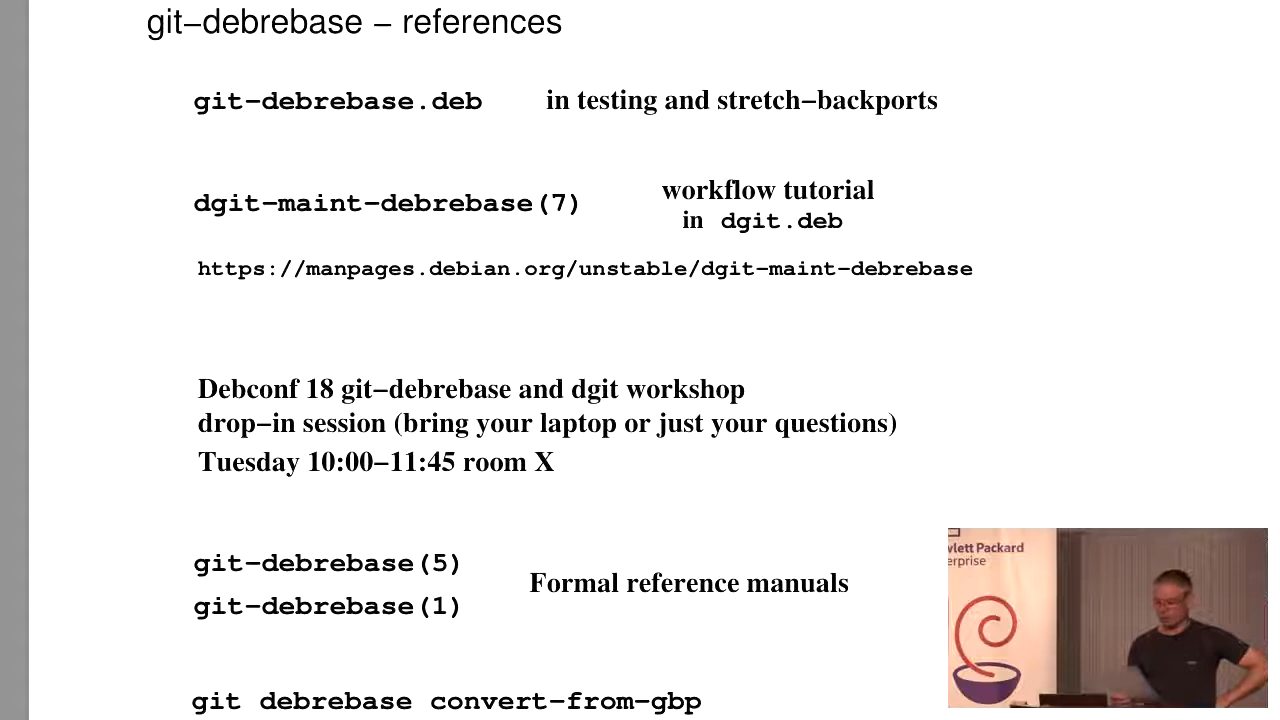 git–debrebase – references
git-debrebase.deb in testing and stretch–backports
dgit-maint-debrebase(7) workflow tutorial
in dgit.deb
https://manpages.debian.org/unstable/dgit-maint-debrebase
Debconf 18 git–debrebase and dgit workshop
drop–in session (bring your laptop or just your questions)
Tuesday 10:00–11:45 room X
git-debrebase(5)
Formal reference manuals
git-debrebase(1)
git debrebase convert-from-gbp
wlett Packard
erprise